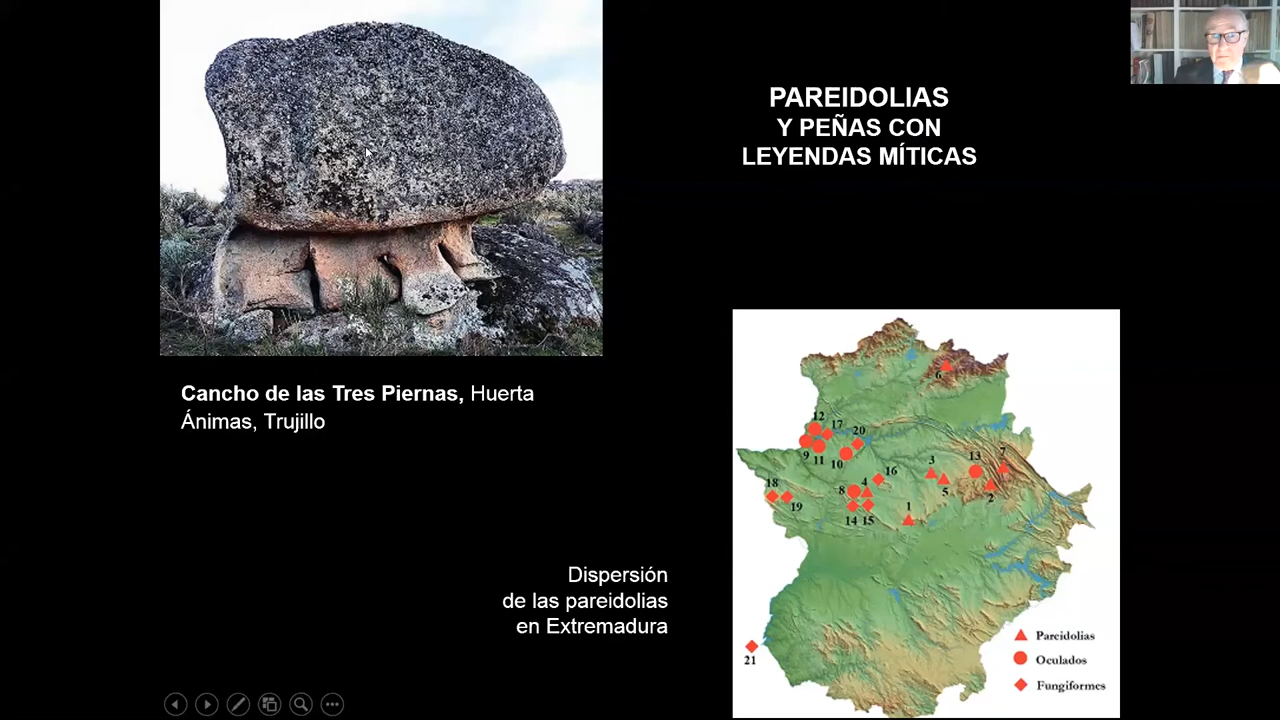 PAREIDOLIAS
Y PEÑAS CON
LEYENDAS MÍTICAS
Cancho de las Tres Piernas, Huerta
Ánimas, Trujillo
Dispersión
de las pareidolias
en Extremadura
6
12
17
20
9
11
10
3
13
7
16
18
19
8
4
5
2
14
15
1
21
Pareidolias
Oculados
Fungiformes